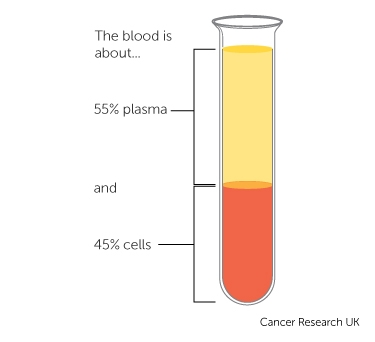 The blood is
about...
55% plasma
and
45% cells
Cancer Research UK